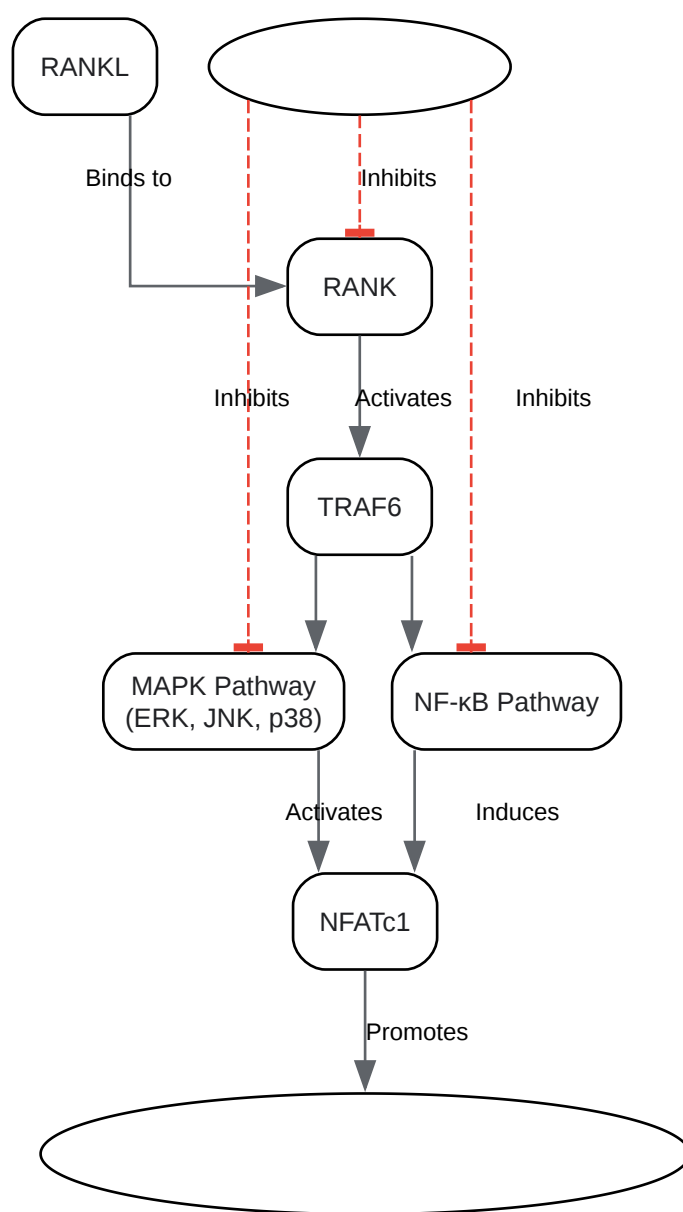 RANKL
Binds to
Inhibits
RANK
Inhibits
Activates
Inhibits
TRAF6
MAPK Pathway
(ERK, JNK, p38)
NF-κB Pathway
Activates
Induces
NFATc1
Promotes